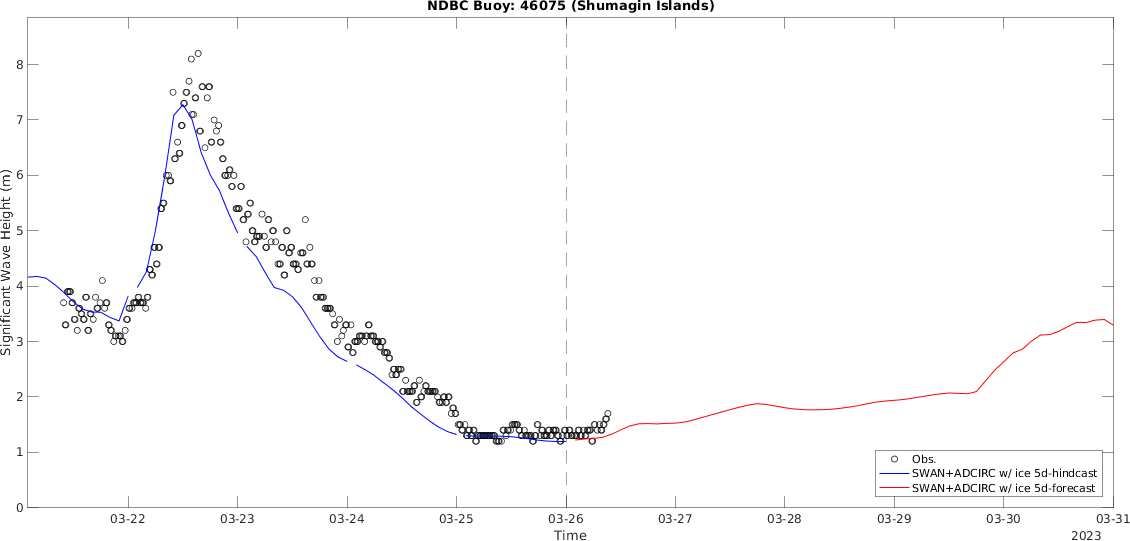 NDBC Buoy: 46075 (Shumagin Islands)
Significant Wave Height (m)
8
7
6
5
4
3
2
1
0
Obs.
SWAN+ADCIRC w/ ice 5d-hindcast
SWAN+ADCIRC w/ ice 5d-forecast
03-22 03-23 03-24 03-25 03-26 03-27 03-28 03-29 03-30 03-31
Time
2023